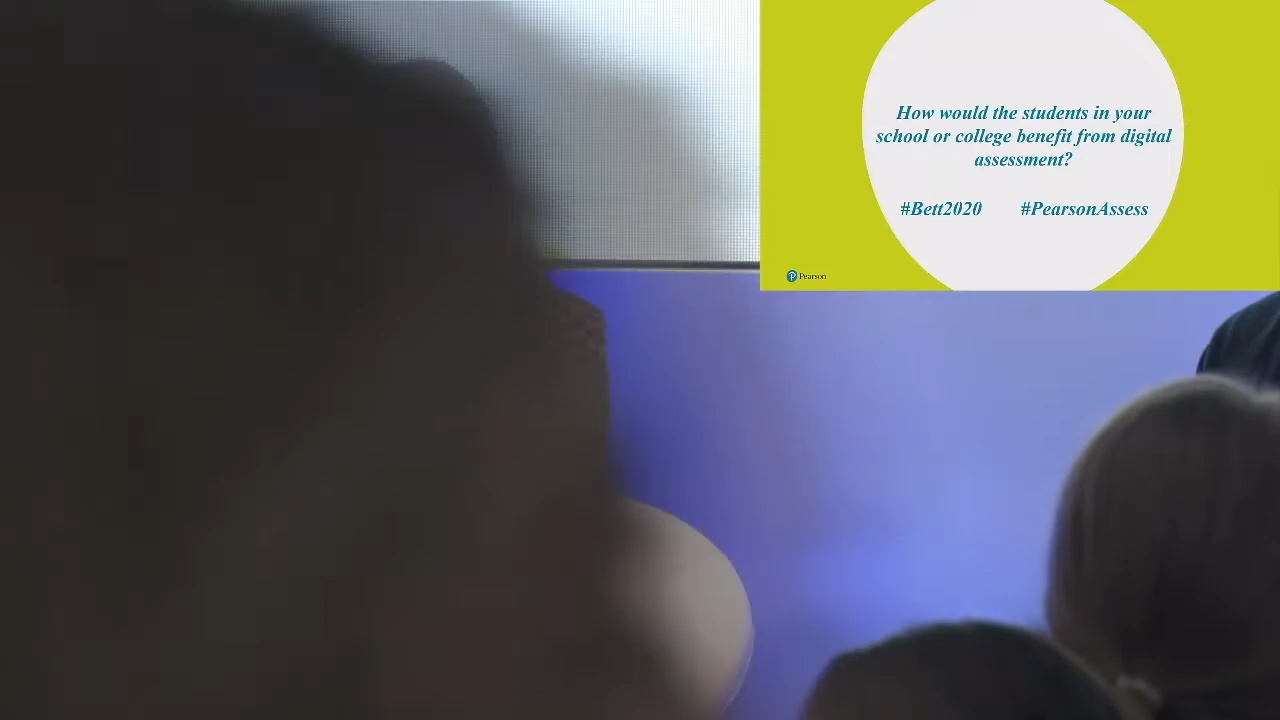 How would the students in your
school or college benefit from digital
assessment?
#Bett2020 #PearsonAssess
Pearson